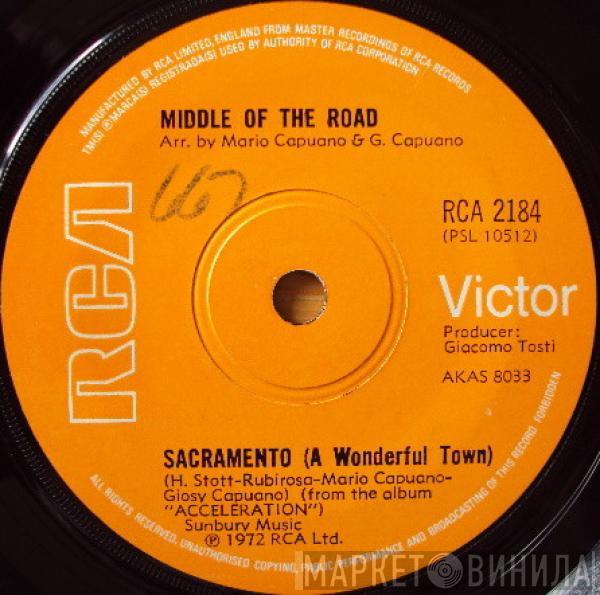 MANUFACTURED BY RCA LIMITED, ENGLAND FROM MASTER RECORDINGS OF RCA RECORDS
TM(S) ® MARCA(S) REGISTRADA(S) USED BY AUTHORITY OF RCA CORPORATION
MIDDLE OF THE ROAD
Arr. by Mario Capuano & G. Capuano
667
RCA
RCA 2184
(PSL 10512)
Victor
Producer:
Giacomo Tosti
AKAS 8033
SACRAMENTO (A Wonderful Town)
(H. Stott-Rubirosa-Mario Capuano-
Giosy Capuano) (from the album
"ACCELERATION")
Sunbury Music
℗ 1972 RCA Ltd.
ALL RIGHTS RESERVED. UNAUTHORISED COPYING, PUBLIC PERFORMANCE AND BROADCASTING OF THIS RECORD FORBIDDEN
МАРКЕТ ВИНИЛА